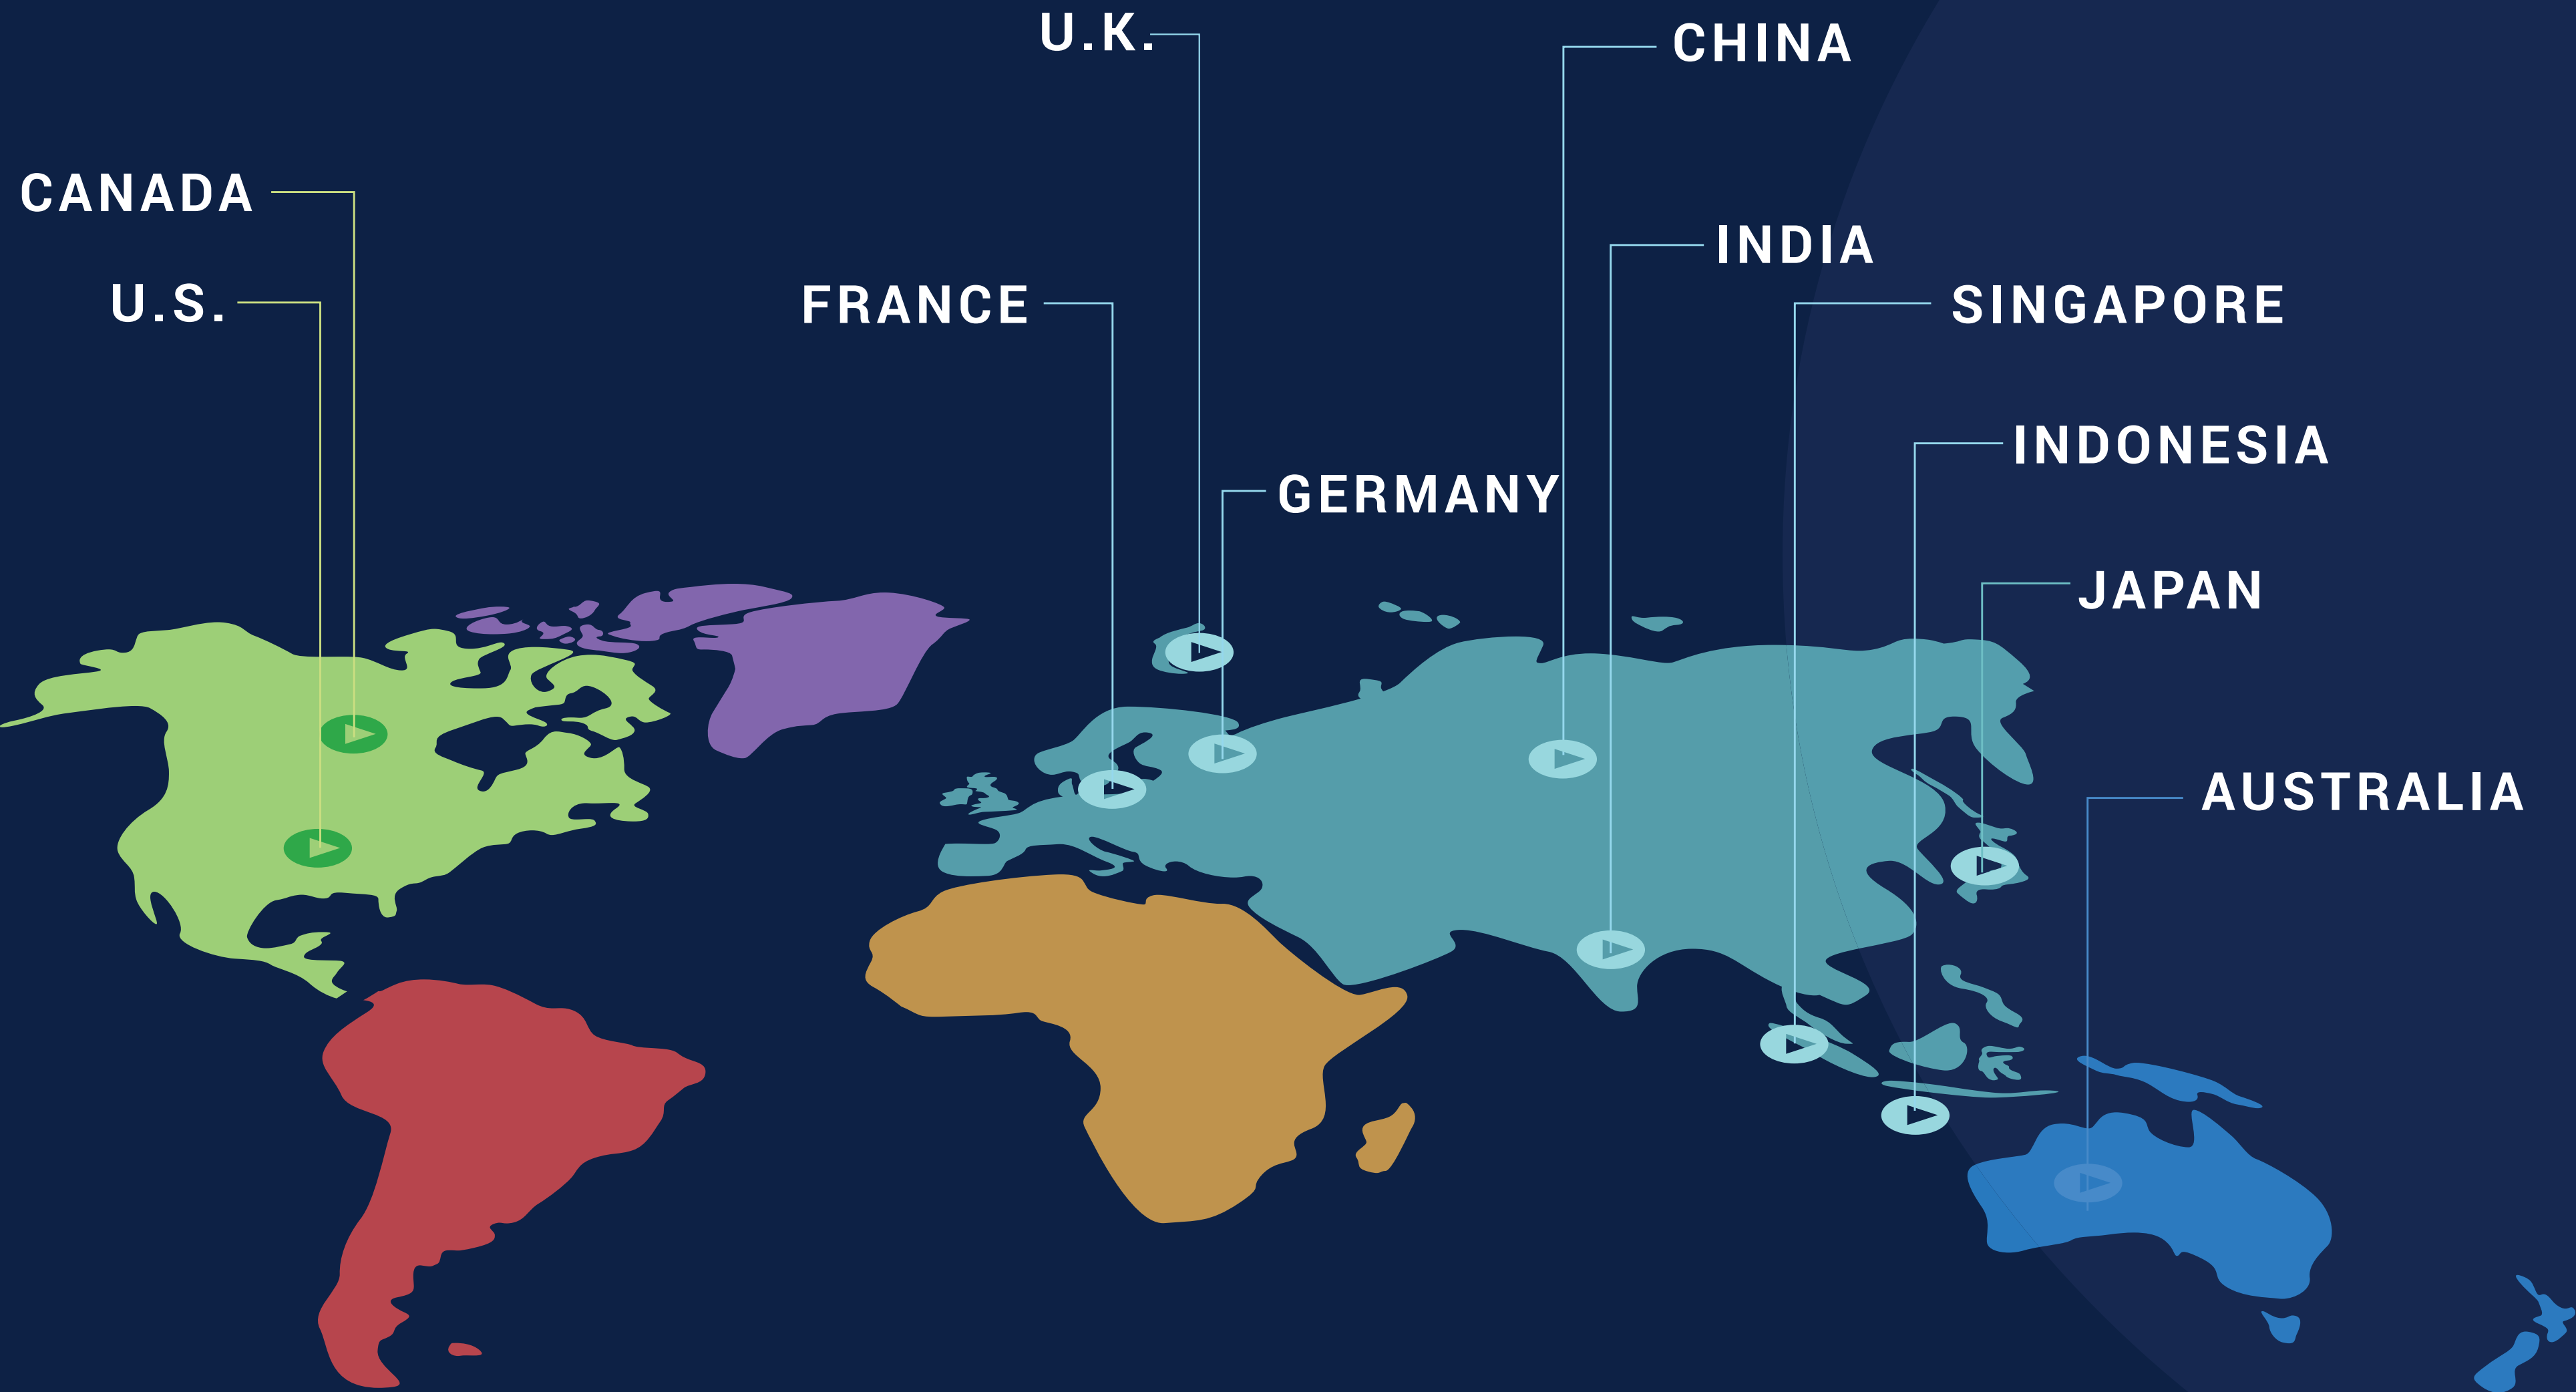 U.K.
CHINA
CANADA
INDIA
U.S.
FRANCE
SINGAPORE
INDONESIA
GERMANY
JAPAN
AUSTRALIA